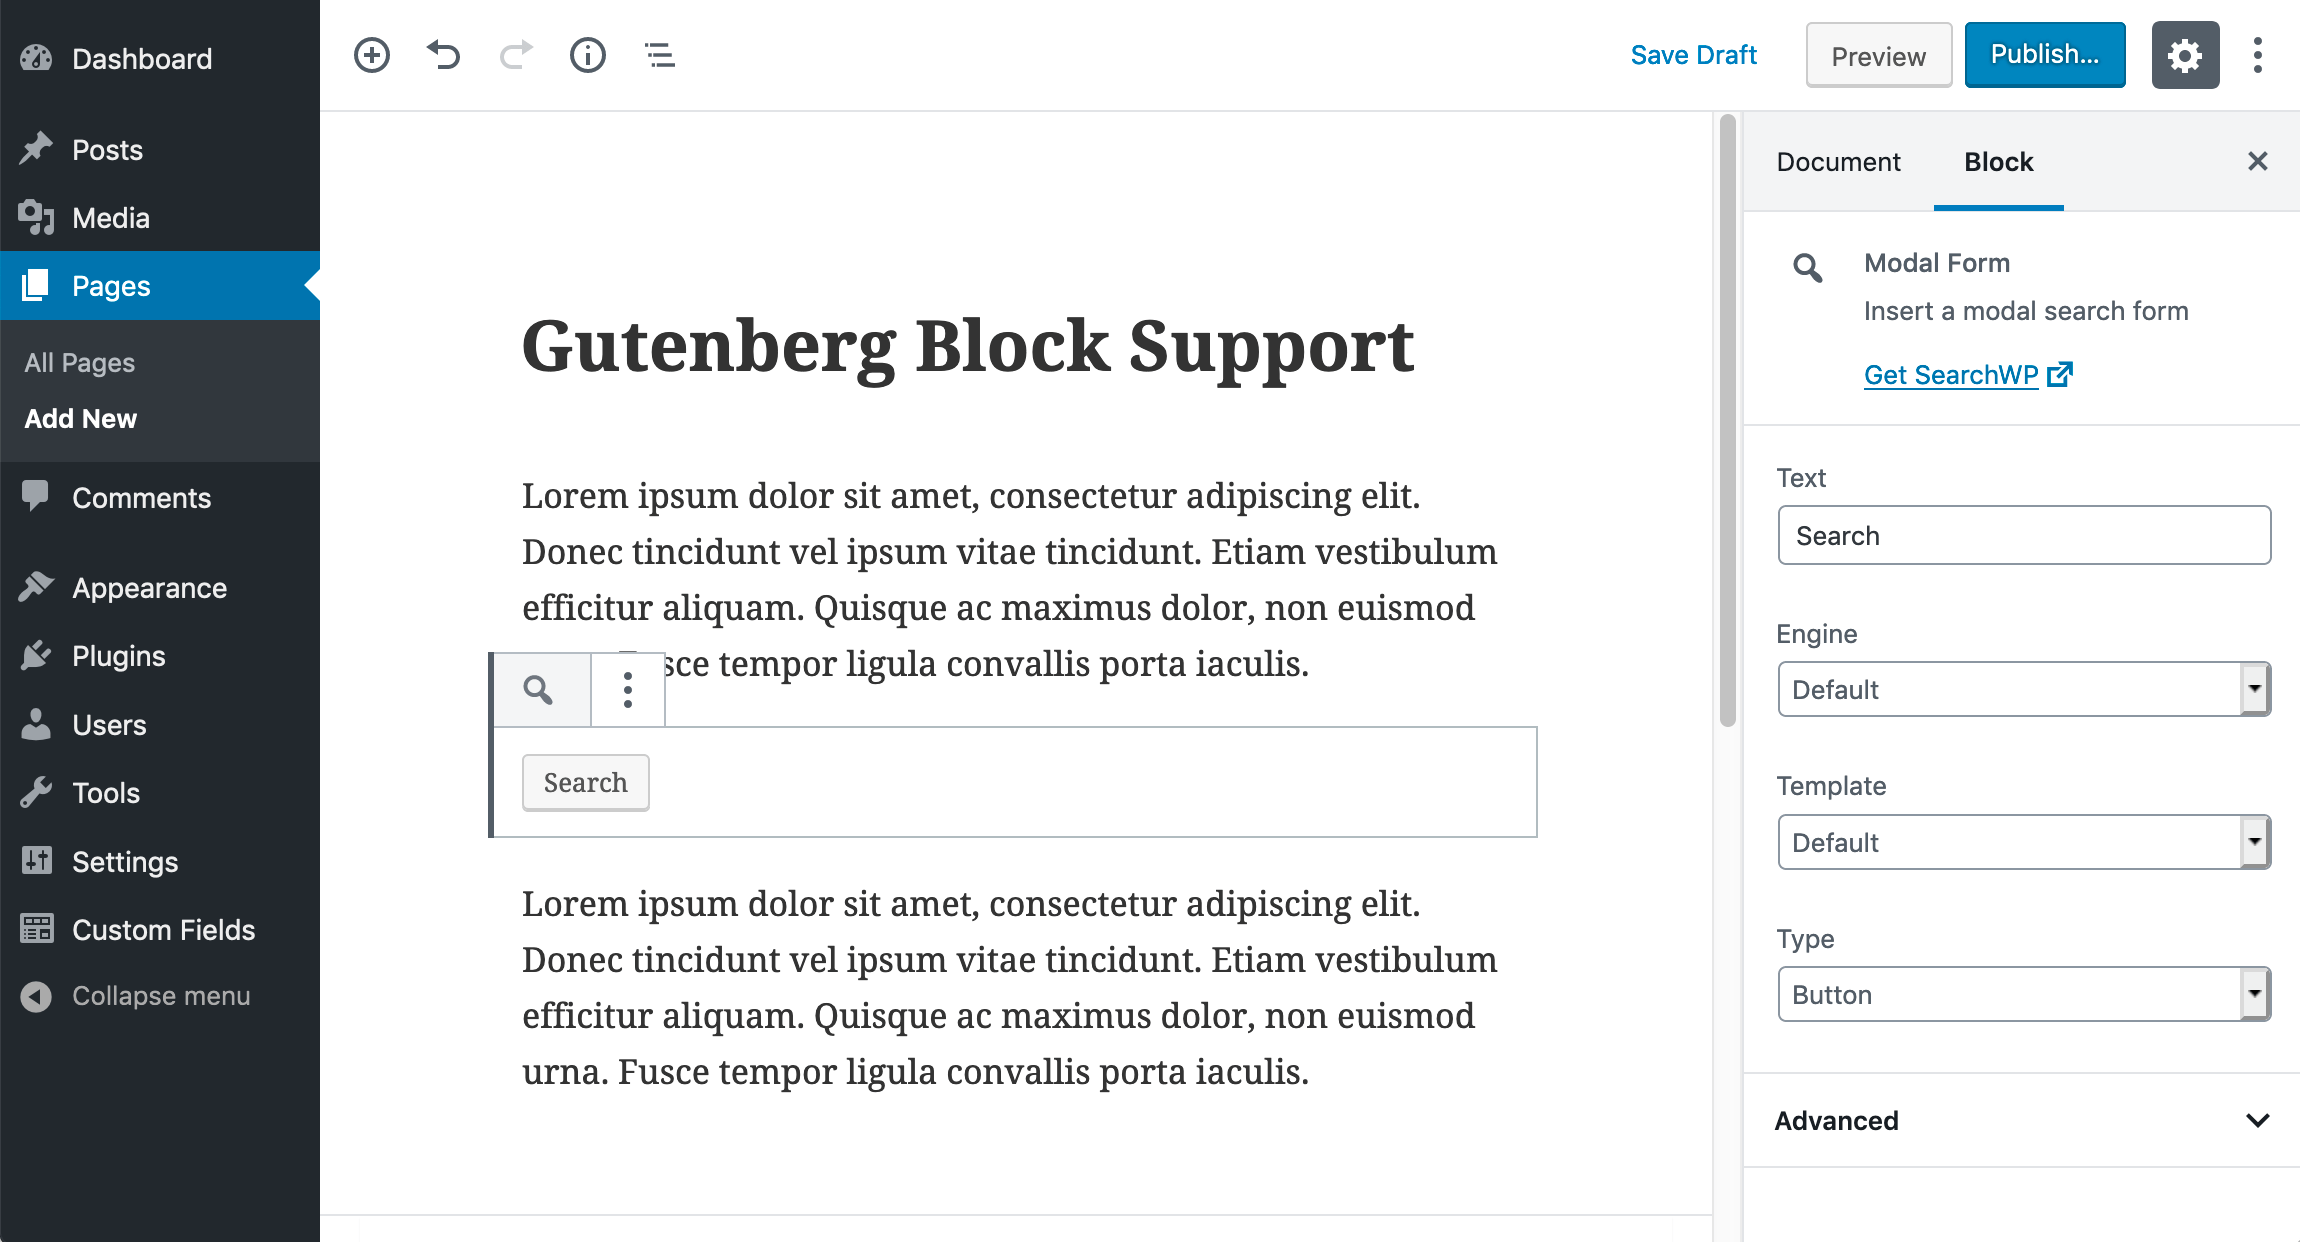 Dashboard
Posts
Media
Pages
All Pages
Add New
Comments
Appearance
Plugins
Users
Tools
Settings
Custom Fields
Collapse menu
Save Draft
Preview
Publish...
Gutenberg Block Support
Lorem ipsum dolor sit amet, consectetur adipiscing elit.
Donec tincidunt vel ipsum vitae tincidunt. Etiam vestibulum
efficitur aliquam. Quisque ac maximus dolor, non euismod
sce tempor ligula convallis porta iaculis.
Search
Lorem ipsum dolor sit amet, consectetur adipiscing elit.
Donec tincidunt vel ipsum vitae tincidunt. Etiam vestibulum
efficitur aliquam. Quisque ac maximus dolor, non euismod
urna. Fusce tempor ligula convallis porta iaculis.
Document
Block
Modal Form
Insert a modal search form
Get SearchWP
Text
Search
Engine
Default
Template
Default
Type
Button
Advanced